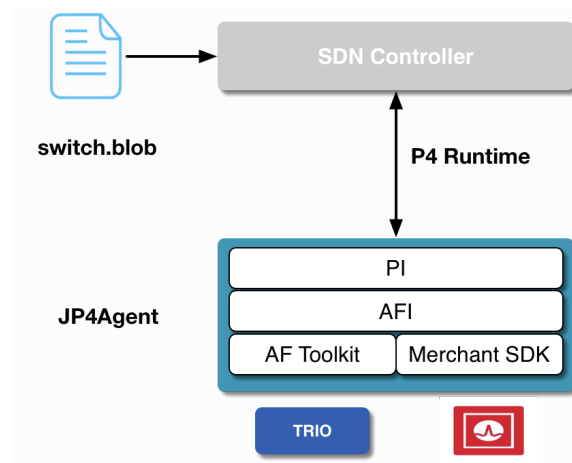 SDN Controller
switch.blob
P4 Runtime
PI
JP4Agent
AFI
AF Toolkit
Merchant SDK
TRIO